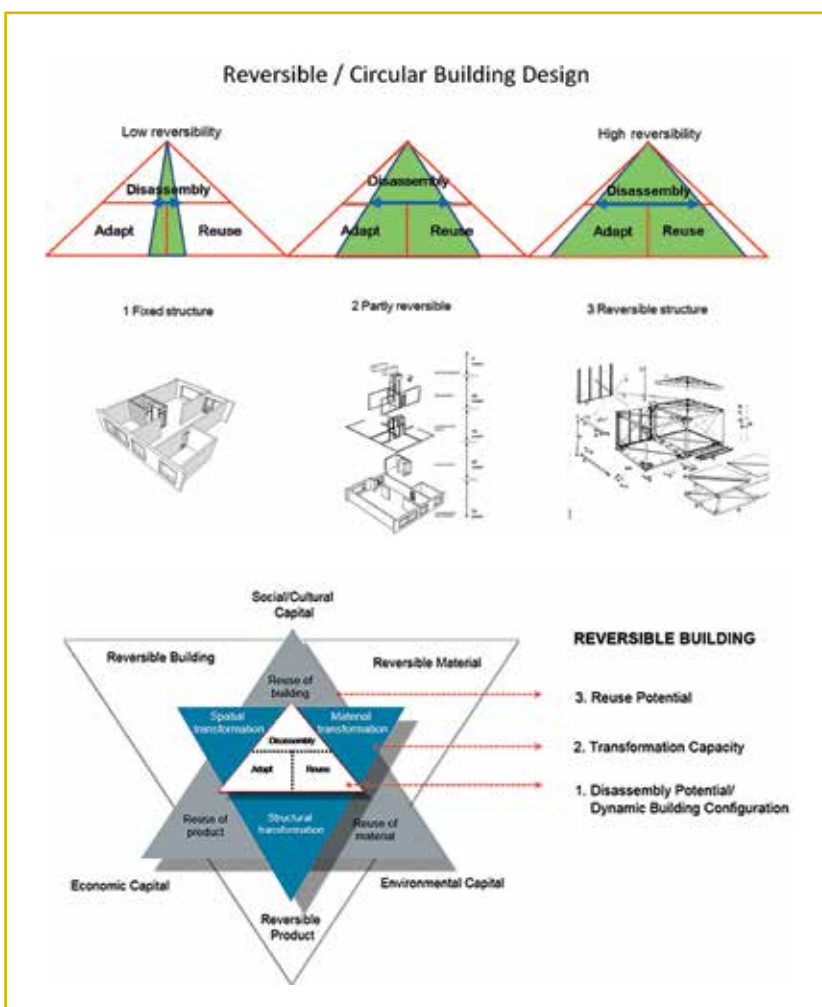 Reversible / Circular Building Design
Low reversibility
High reversibility
Disassembly
Adapt
Reuse
Disassembly
Adapt
Reuse
Disassembly
Adapt
Reuse
1 Fixed structure
2 Partly reversible
3 Reversible structure
Social/Cultural
Capital
Reversible Building
Reversible Material
Reuse of
building
Spatial
transformation
Material
transformation
Disassembly
Adapt
Reuse
Reuse of
product
Structural
transformation
Reuse of
material
Economic Capital
Environmental Capital
Reversible
Product
REVERSIBLE BUILDING
3. Reuse Potential
2. Transformation Capacity
1. Disassembly Potential/
Dynamic Building Configuration